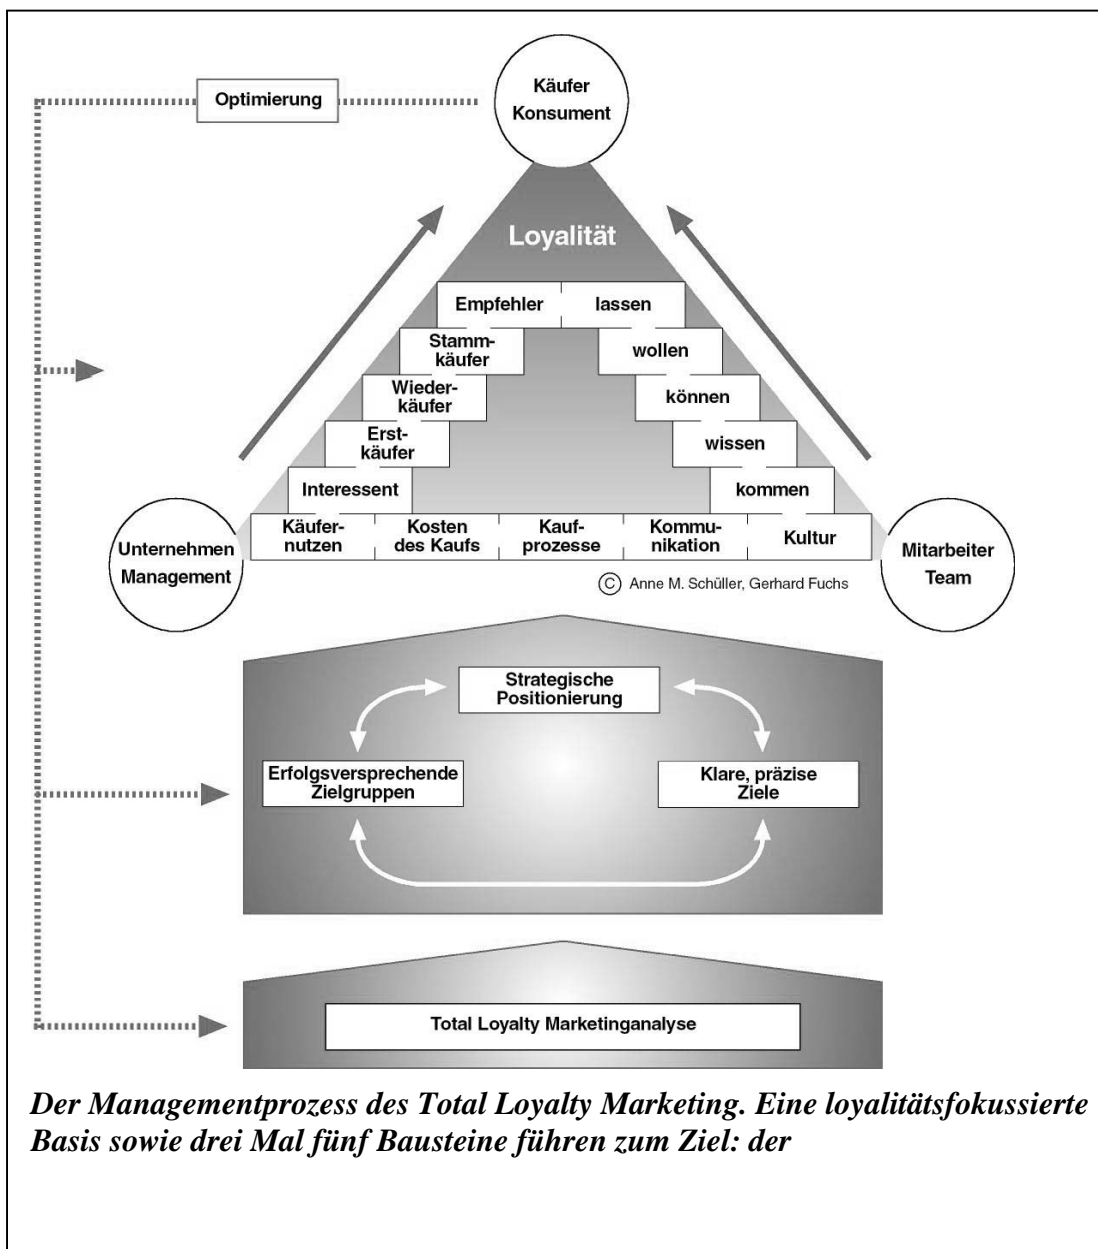 Käufer
Konsument
Optimierung
Loyalität
Empfehler
lassen
Stamm-
käufer
wollen
Wieder-
käufer
können
Erst-
käufer
wissen
Interessent
kommen
Käufer-
nutzen
Kosten
des Kaufs
Kauf-
prozesse
Kommu-
nikation
Kultur
Unternehmen
Management
Mitarbeiter
Team
© Anne M. Schüller, Gerhard Fuchs
Strategische
Positionierung
Erfolgsversprechende
Zielgruppen
Klare, präzise
Ziele
Total Loyalty Marketinganalyse
Der Managementprozess des Total Loyalty Marketing. Eine loyalitätsfokussierte
Basis sowie drei Mal fünf Bausteine führen zum Ziel: der